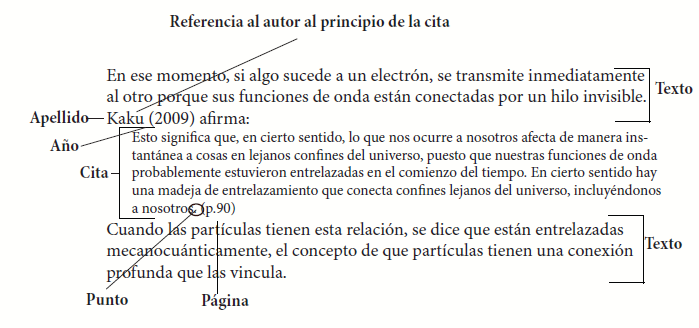 Referencia al autor al principio de la cita
En ese momento, si algo sucede a un electrón, se transmite inmediatamente
al otro porque sus funciones de onda están conectadas por un hilo invisible.
Texto
Apellido
Kakú (2009) afirma:
Año
Esto significa que, en cierto sentido, lo que nos ocurre a nosotros afecta de manera ins-
tantánea a cosas en lejanos confines del universo, puesto que nuestras funciones de onda
Cita
probablemente estuvieron entrelazadas en el comienzo del tiempo. En cierto sentido hay
una madeja de entrelazamiento que conecta confines lejanos del universo, incluyéndonos
a nosotros. (p.90)
Cuando las partículas tienen esta relación, se dice que están entrelazadas
mecanocuánticamente, el concepto de que partículas tienen una conexión
Texto
profunda que las vincula.
Punto
Página